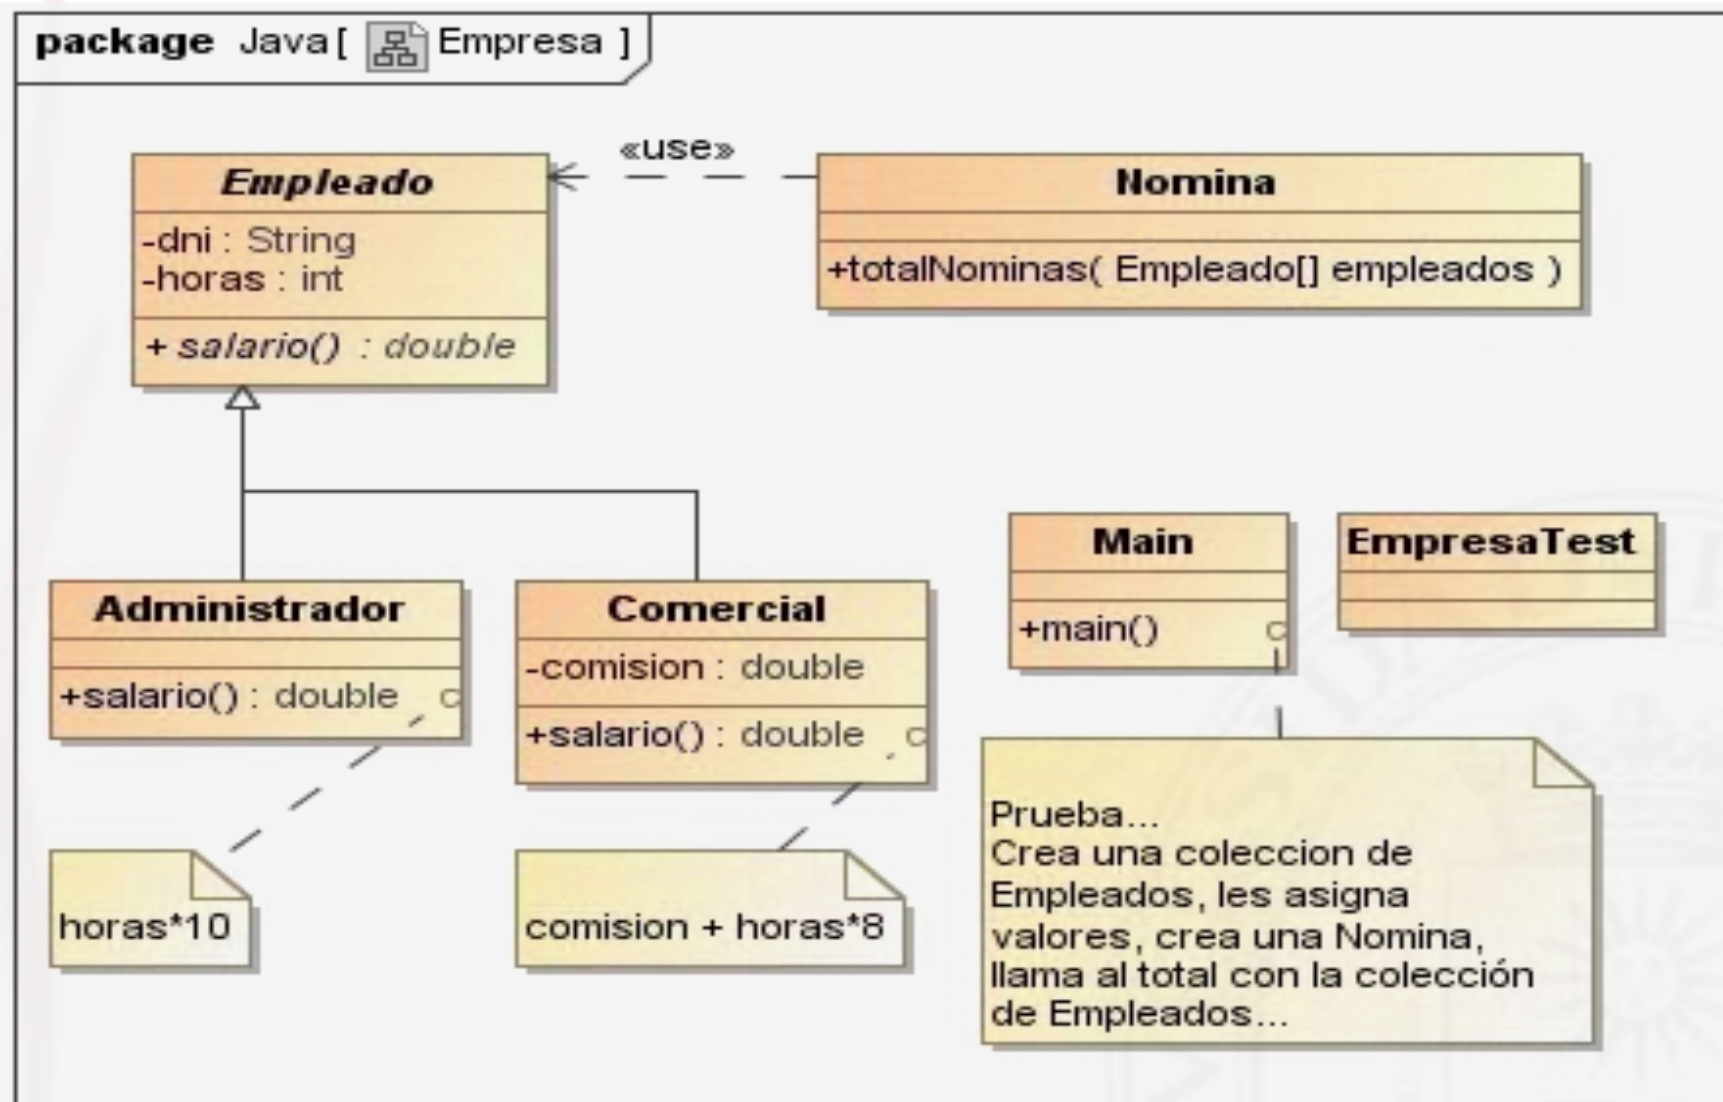 package Java[ Empresa ]
«use»
Empleado
-dni : String
-horas : int
+ salario() : double
Nomina
+totalNominas( Empleado[] empleados )
Administrador
+salario() : double
Comercial
-comision : double
+salario() : double
Main
+main()
EmpresaTest
horas*10
comision + horas*8
Prueba...
Crea una coleccion de
Empleados, les asigna
valores, crea una Nomina,
llama al total con la colección
de Empleados...